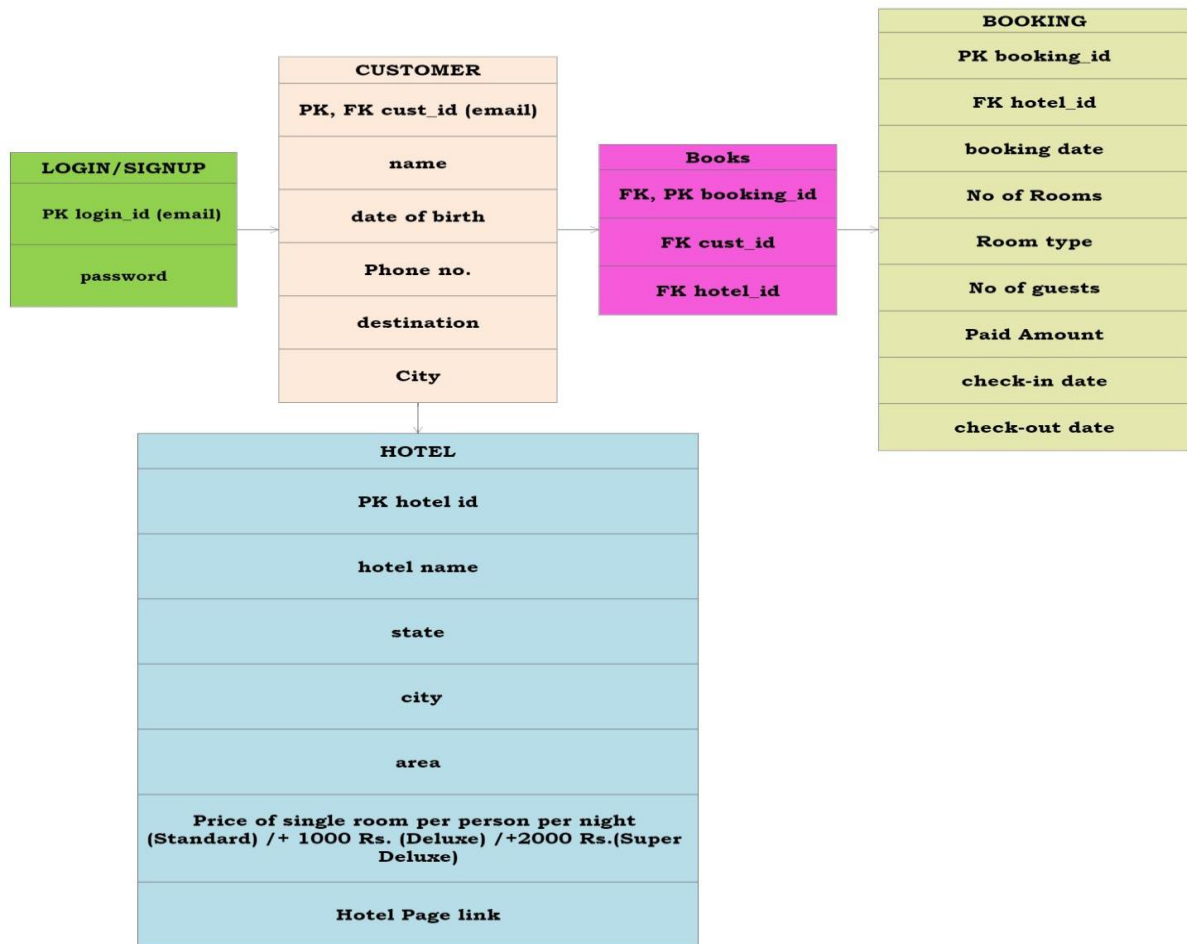 LOGIN/SIGNUP
PK login_id (email)
password
CUSTOMER
PK, FK cust_id (email)
name
date of birth
Phone no.
destination
City
Books
FK, PK booking_id
FK cust_id
FK hotel_id
BOOKING
PK booking_id
FK hotel_id
booking date
No of Rooms
Room type
No of guests
Paid Amount
check-in date
check-out date
HOTEL
PK hotel id
hotel name
state
city
area
Price of single room per person per night
(Standard) /+ 1000 Rs. (Deluxe) /+2000 Rs.(Super
Deluxe)
Hotel Page link